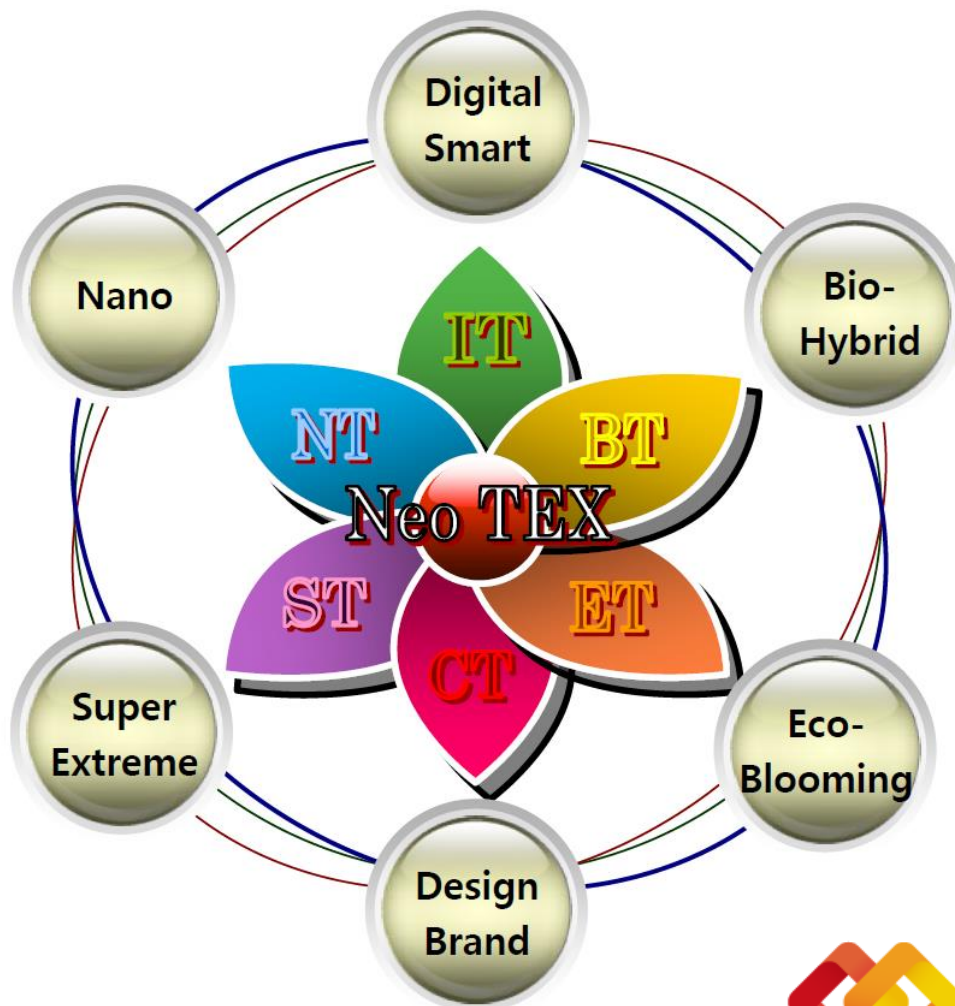 Digital
Smart
Nano
Bio-
Hybrid
IT
NT
BT
Neo TEX
ST
ET
CT
Super
Extreme
Eco-
Blooming
Design
Brand